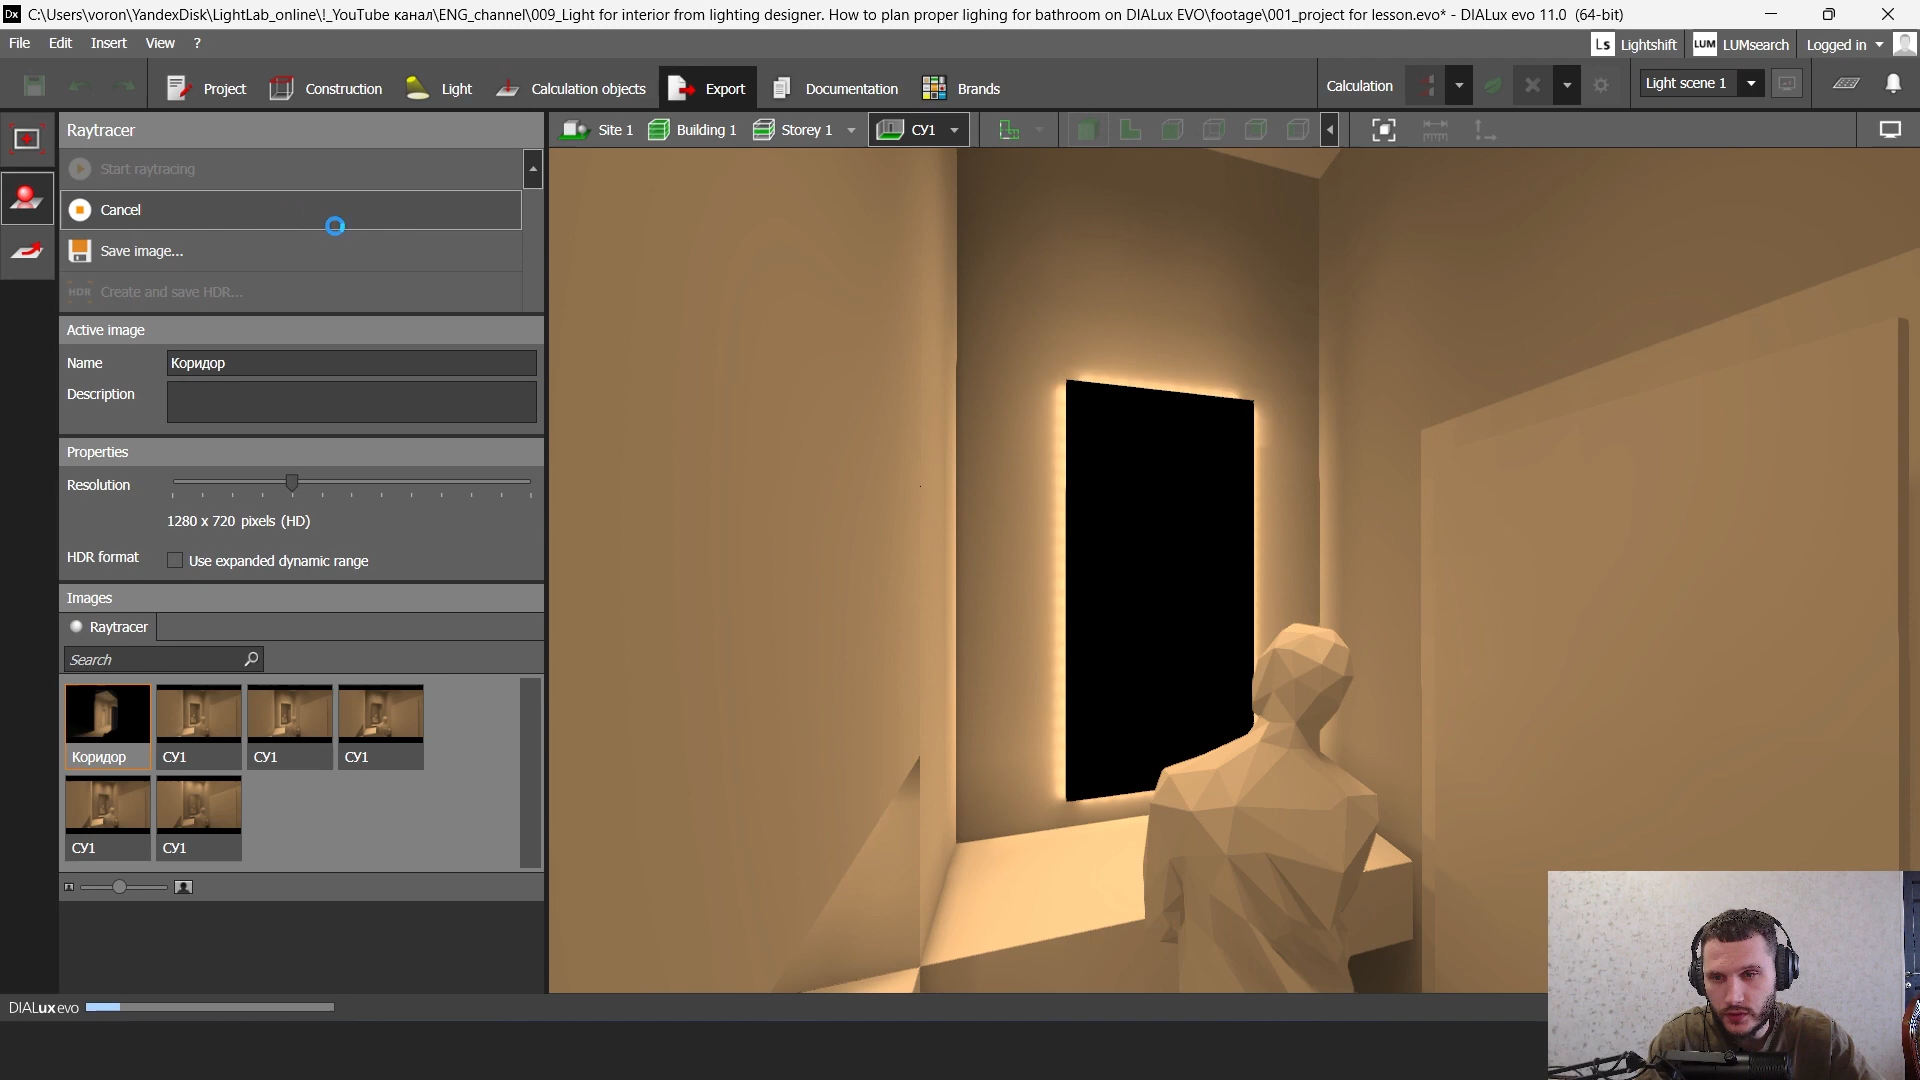 Dx C:\Users\voron\YandexDisk\LightLab_online\!_YouTube канал\ENG_channel\009_Light for interior from lighting designer. How to plan proper lighing for bathroom on DIALux EVO\footage\001_project for lesson.evo* - DIALux evo 11.0 (64-bit)
File Edit Insert View ?
Ls Lightshift LUM LUMsearch Logged in
Project Construction Light Calculation objects Export Documentation Brands Calculation Light scene 1
Raytracer
Site 1 Building 1 Storey 1 СУ1
Start raytracing
Cancel
Save image...
HDR Create and save HDR...
Active image
Name Коридор
Description
Properties
Resolution
1280 x 720 pixels (HD)
HDR format Use expanded dynamic range
Images
Raytracer
Search
Коридор СУ1 СУ1 СУ1
СУ1 СУ1
DIALux evo